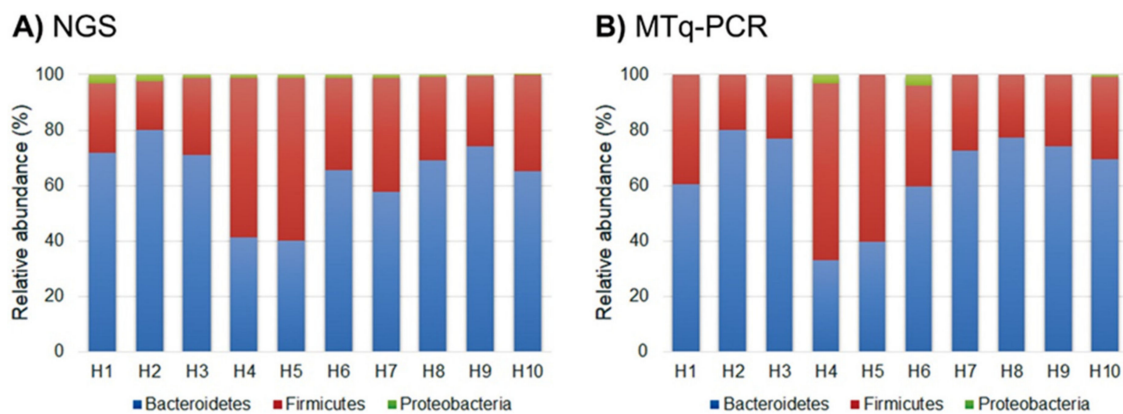 A) NGS
Relative abundance (%)
100
80
60
40
20
0
H1 H2 H3 H4 H5 H6 H7 H8 H9 H10
Bacteroidetes Firmicutes Proteobacteria
B) MTq-PCR
Relative abundance (%)
100
80
60
40
20
0
H1 H2 H3 H4 H5 H6 H7 H8 H9 H10
Bacteroidetes Firmicutes Proteobacteria